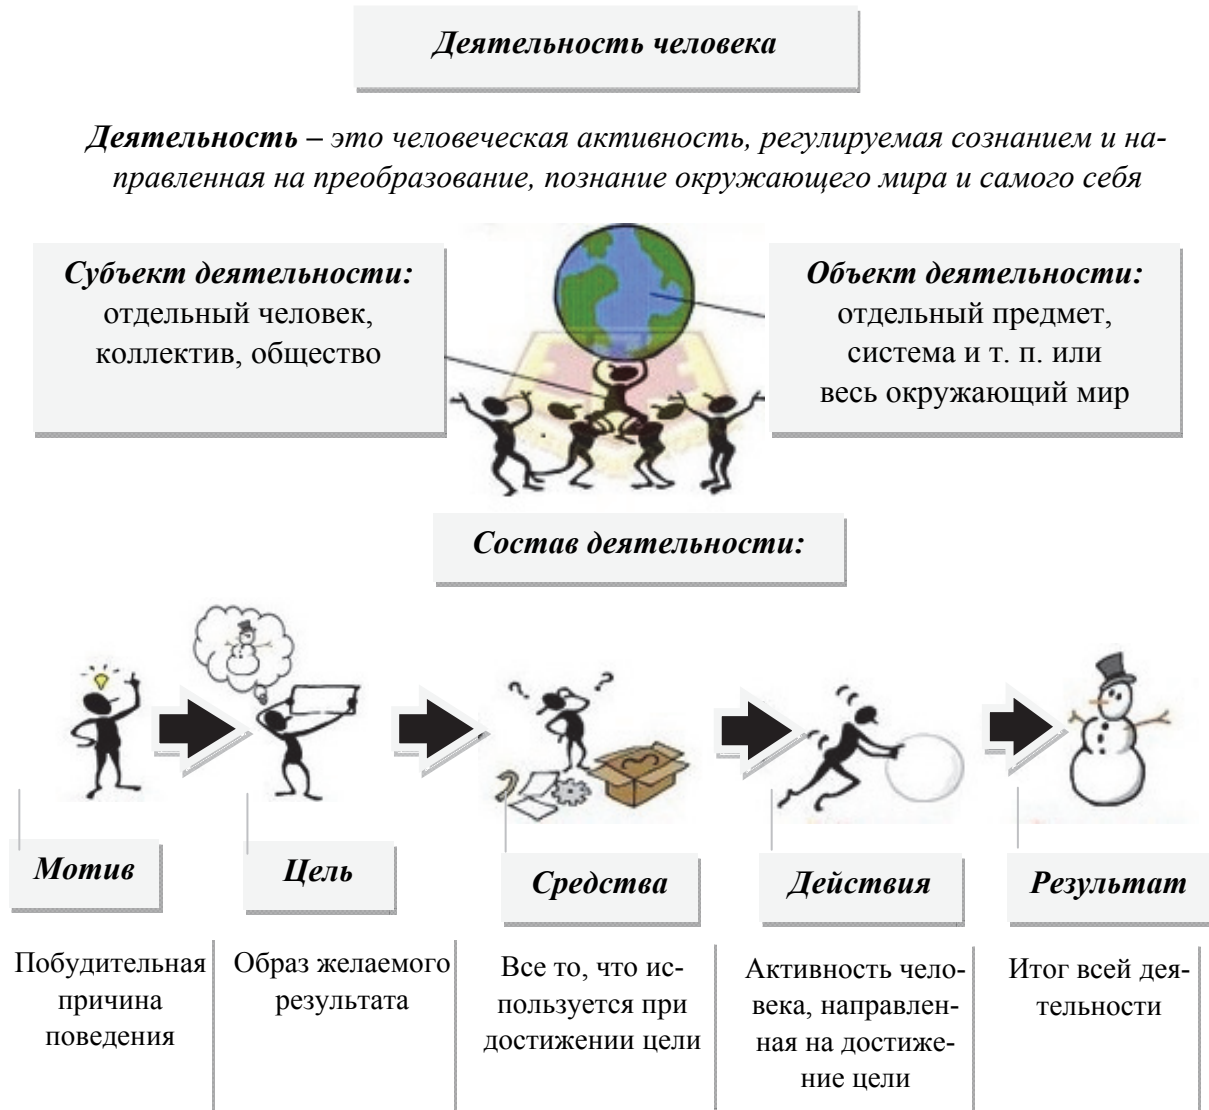 Деятельность человека
Деятельность – это человеческая активность, регулируемая сознанием и на-
правленная на преобразование, познание окружающего мира и самого себя
Субъект деятельности:
отдельный человек,
коллектив, общество
Объект деятельности:
отдельный предмет,
система и т. п. или
весь окружающий мир
Состав деятельности:
? ?
Мотив
Цель
Средства
Действия
Результат
Побудительная
причина
поведения
Образ желаемого
результата
Все то, что ис-
пользуется при
достижении цели
Активность чело-
века, направлен-
ная на достиже-
ние цели
Итог всей дея-
тельности